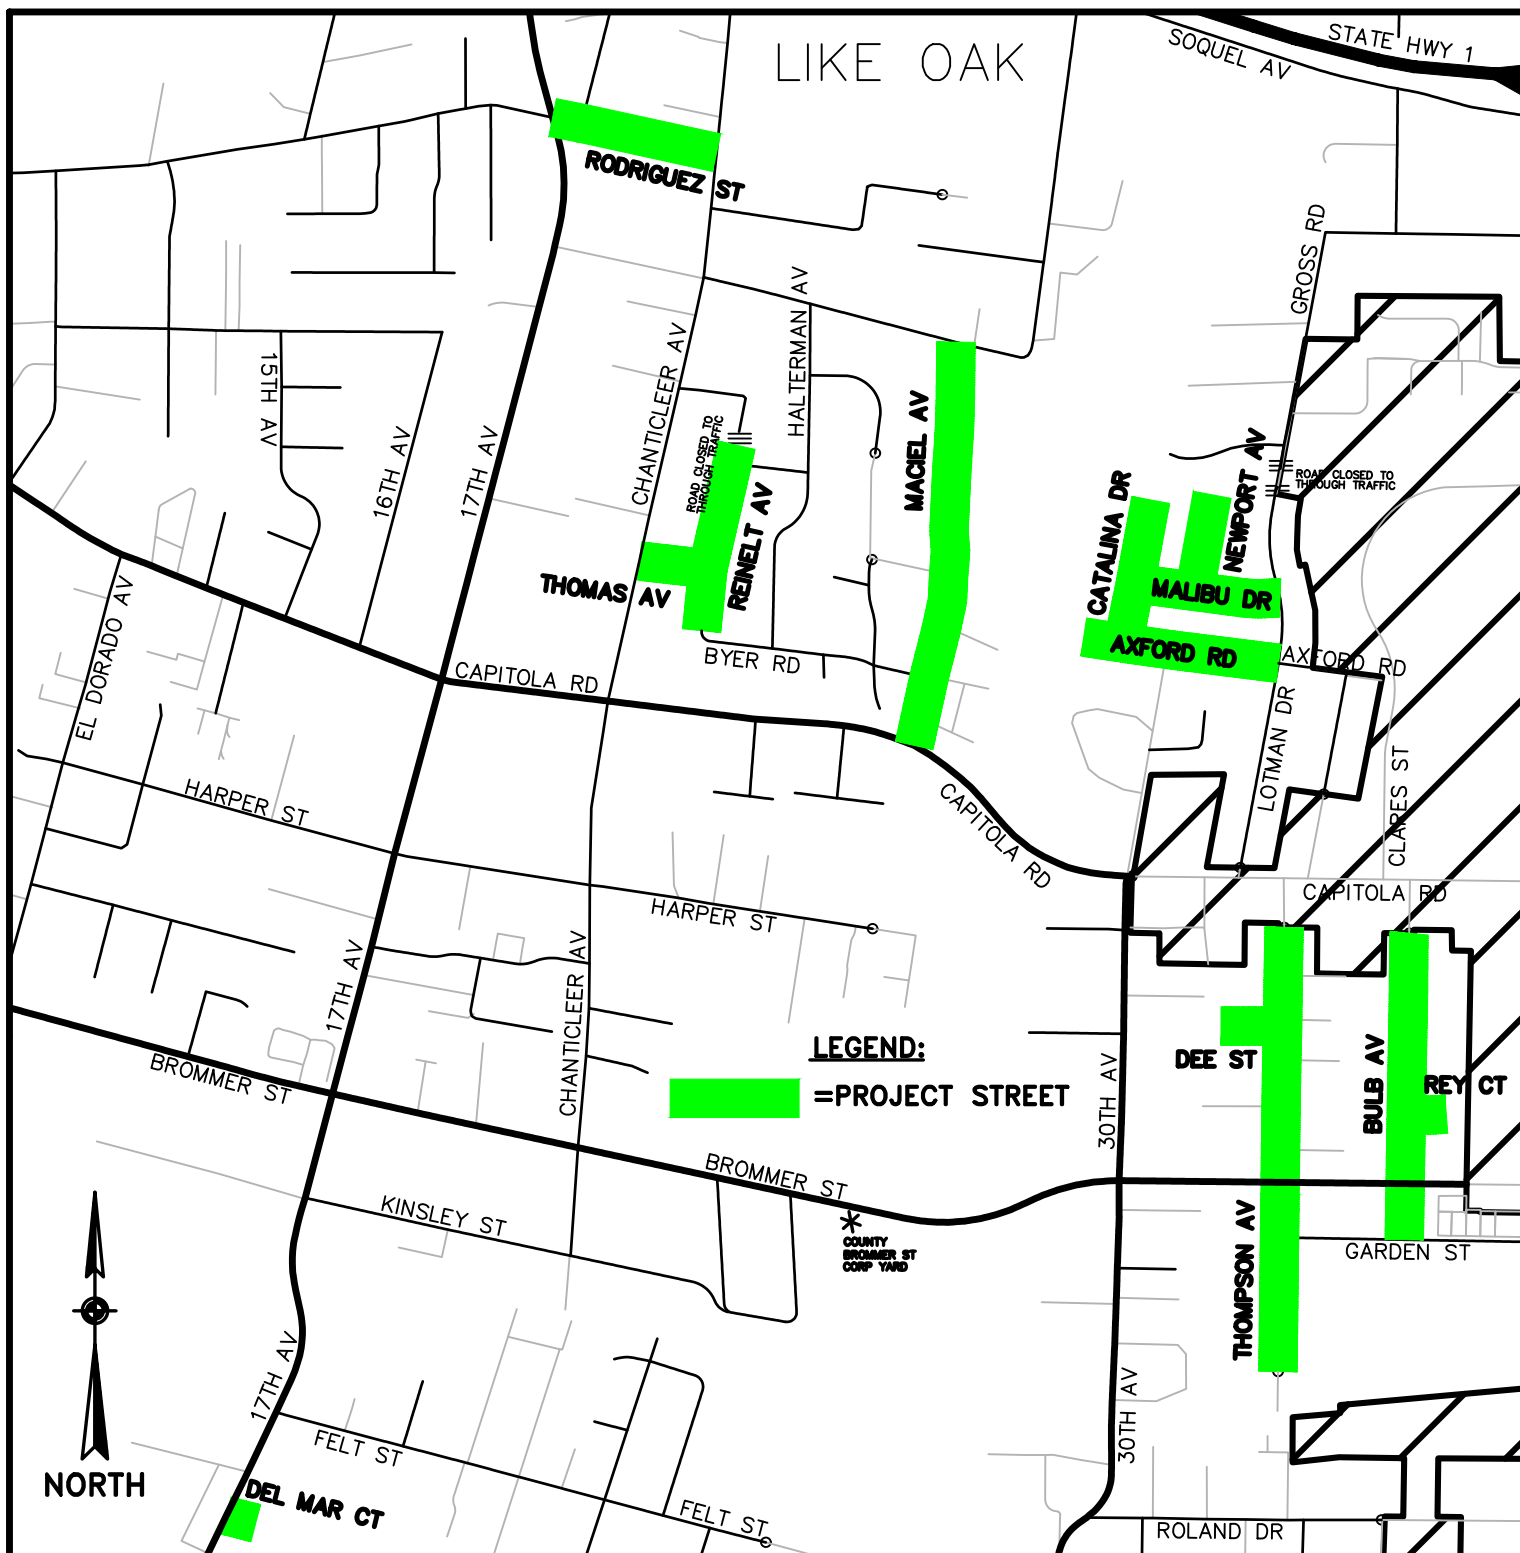 LIKE OAK
STATE HWY 1
SOQUEL AV
RODRIGUEZ ST
GROSS RD
HALTERMAN AV
CHANTICLEER AV
15TH AV
16TH AV
17TH AV
ROAD CLOSED TO
THROUGH TRAFFIC
MACIEL AV
NEWPORT AV
ROAD CLOSED TO
THROUGH TRAFFIC
CATALINA DR
REINELT AV
THOMAS AV
MALIBU DR
AXFORD RD
AXFORD RD
BYER RD
EL DORADO AV
CAPITOLA RD
LOTMAN DR
CLARES ST
HARPER ST
CAPITOLA RD
CAPITOLA RD
HARPER ST
17TH AV
CHANTICLEER AV
LEGEND:
=PROJECT STREET
BROMMER ST
30TH AV
DEE ST
BULB AV
REY CT
BROMMER ST
KINSLEY ST
COUNTY
BROMMER ST
CORP YARD
THOMPSON AV
GARDEN ST
17TH AV
30TH AV
FELT ST
NORTH
DEL MAR CT
FELT ST
ROLAND DR